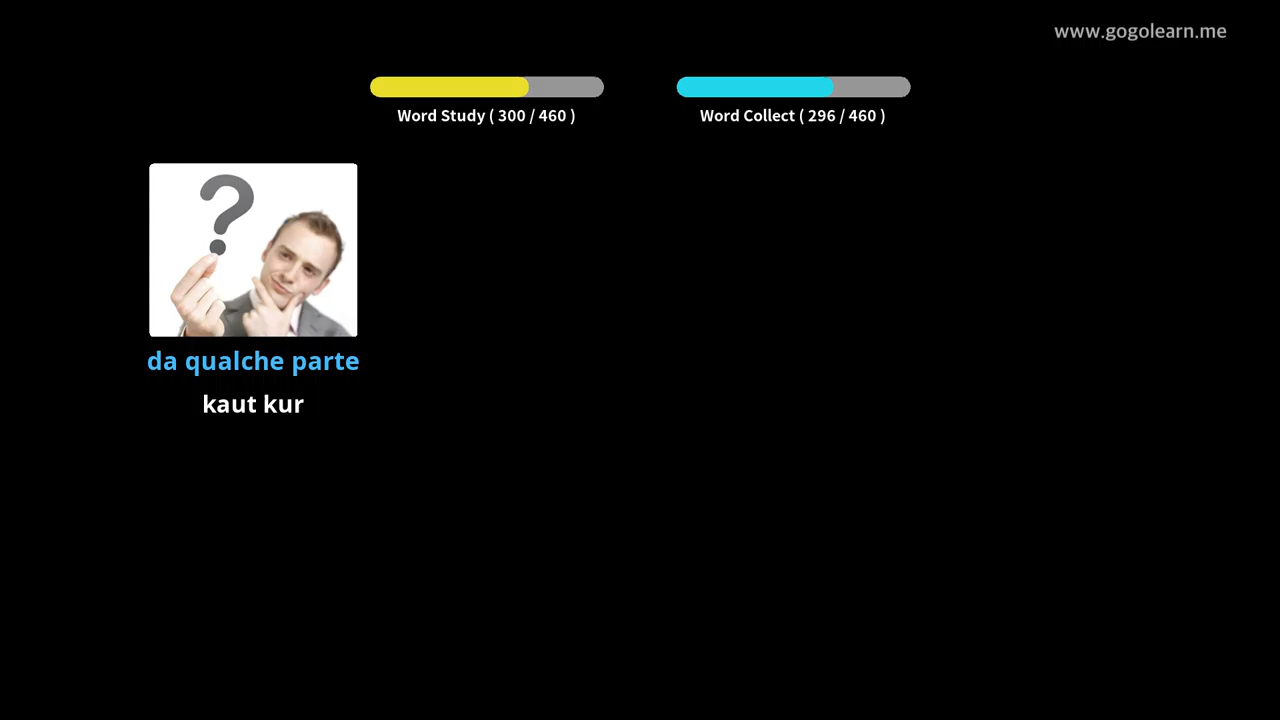 www.gogolearn.me
Word Study ( 300 / 460 )
Word Collect ( 296 / 460 )
?
da qualche parte
kaut kur